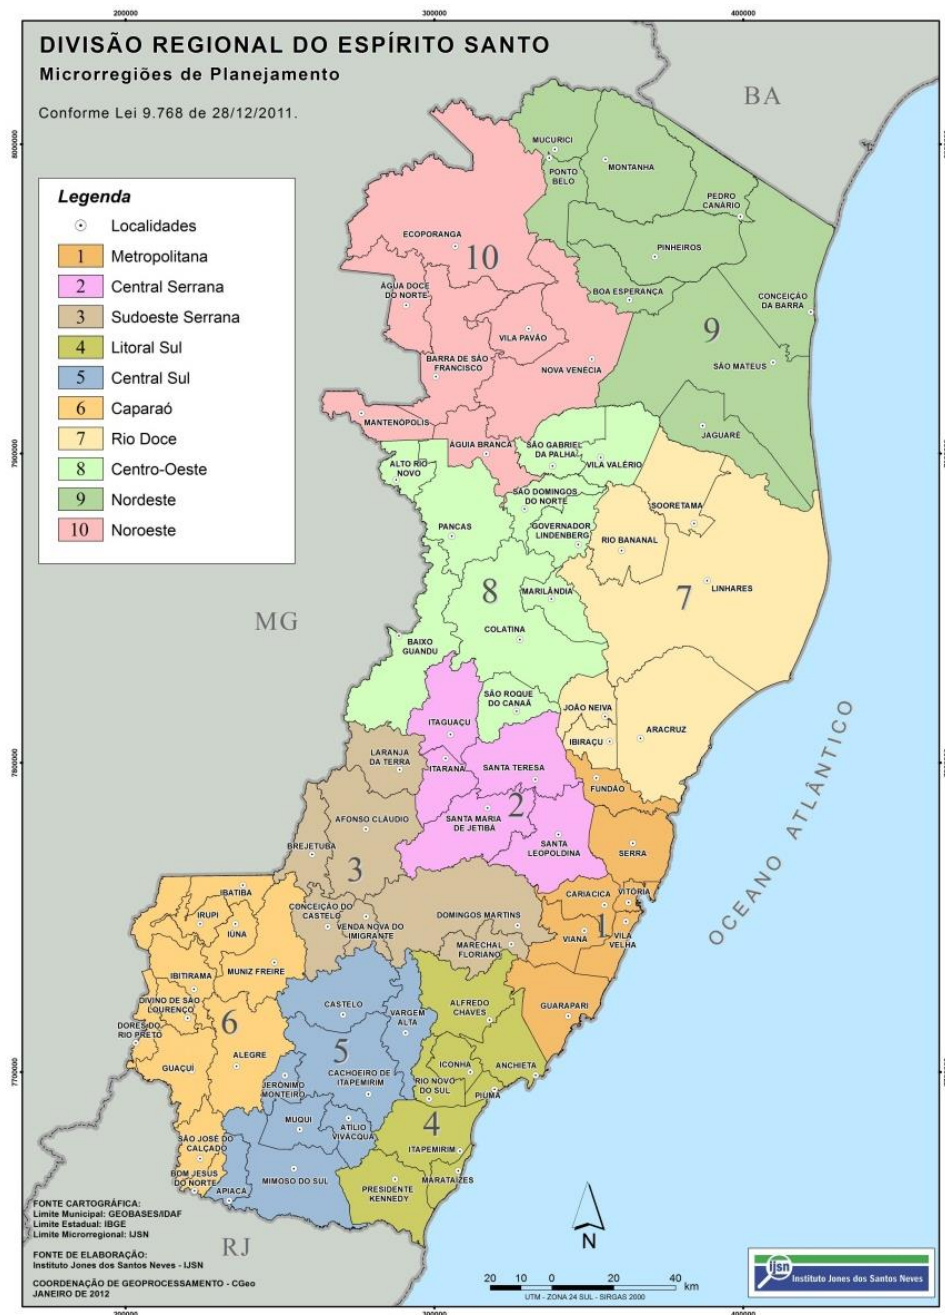 200000
300000
400000
DIVISÃO REGIONAL DO ESPÍRITO SANTO
Microrregiões de Planejamento
Conforme Lei 9.768 de 28/12/2011.
BA
8000000
Legenda
Localidades
1 Metropolitana
2 Central Serrana
3 Sudoeste Serrana
4 Litoral Sul
5 Central Sul
6 Caparaó
7 Rio Doce
8 Centro-Oeste
9 Nordeste
10 Noroeste
MUCURICI
PONTO
BELO
MONTANHA
PEDRO
CANÁRIO
ECOPORANGA
10
PINHEIROS
ÁGUA DOCE
DO NORTE
BOA ESPERANÇA
CONCEIÇÃO
DA BARRA
VILA PAVÃO
9
BARRA DE SÃO
FRANCISCO
NOVA VENÉCIA
SÃO MATEUS
MANTENÓPOLIS
JAGUARÉ
7900000
ÁGUIA BRANCA
SÃO GABRIEL
DA PALHA
VILA VALÉRIO
ALTO RIO
NOVO
SÃO DOMINGOS
DO NORTE
SOORETAMA
PANCAS
GOVERNADOR
LINDENBERG
RIO BANANAL
8
MARILÂNDIA
7
LINHARES
MG
COLATINA
BAIXO
GUANDU
SÃO ROQUE
DO CANAÃ
ITAGUAÇU
JOÃO NEIVA
ARACRUZ
IBIRAÇU
LARANJA
DA TERRA
7800000
ITARANA
SANTA TERESA
FUNDÃO
2
SANTA MARIA
DE JETIBÁ
AFONSO CLÁUDIO
SANTA
LEOPOLDINA
SERRA
BREJETUBA
3
OCEANO ATLÂNTICO
IBATIBA
CARIACICA
VITÓRIA
IRUPI
IÚNA
CONCEIÇÃO DO
CASTELO
VENDA NOVA DO
IMIGRANTE
DOMINGOS MARTINS
1
VIANA
VILA
VELHA
MARECHAL
FLORIANO
IBITIRAMA
MUNIZ FREIRE
DIVINO DE SÃO
LOURENÇO
CASTELO
VARGEM
ALTA
ALFREDO
CHAVES
GUARAPARI
DORES DO
RIO PRETO
6
5
GUAÇUÍ
ALEGRE
CACHOEIRO DE
ITAPEMIRIM
ICONHA
ANCHIETA
7700000
JERÔNIMO
MONTEIRO
RIO NOVO
DO SUL
PIÚMA
MUQUI
ATÍLIO
VIVÁCQUA
4
SÃO JOSÉ DO
CALÇADO
ITAPEMIRIM
BOM JESUS
DO NORTE
MIMOSO DO SUL
PRESIDENTE
KENNEDY
MARATAÍZES
APIACÁ
RJ
FONTE CARTOGRÁFICA:
Limite Municipal: GEOBASES/IDAF
Limite Estadual: IBGE
Limite Microrregional: IJSN
FONTE DE ELABORAÇÃO:
Instituto Jones dos Santos Neves - IJSN
COORDENAÇÃO DE GEOPROCESSAMENTO - CGeo
JANEIRO DE 2012
N
20 10 0 20 40
km
UTM - ZONA 24 SUL - SIRGAS 2000
ijsn
Instituto Jones dos Santos Neves
200000
300000
400000